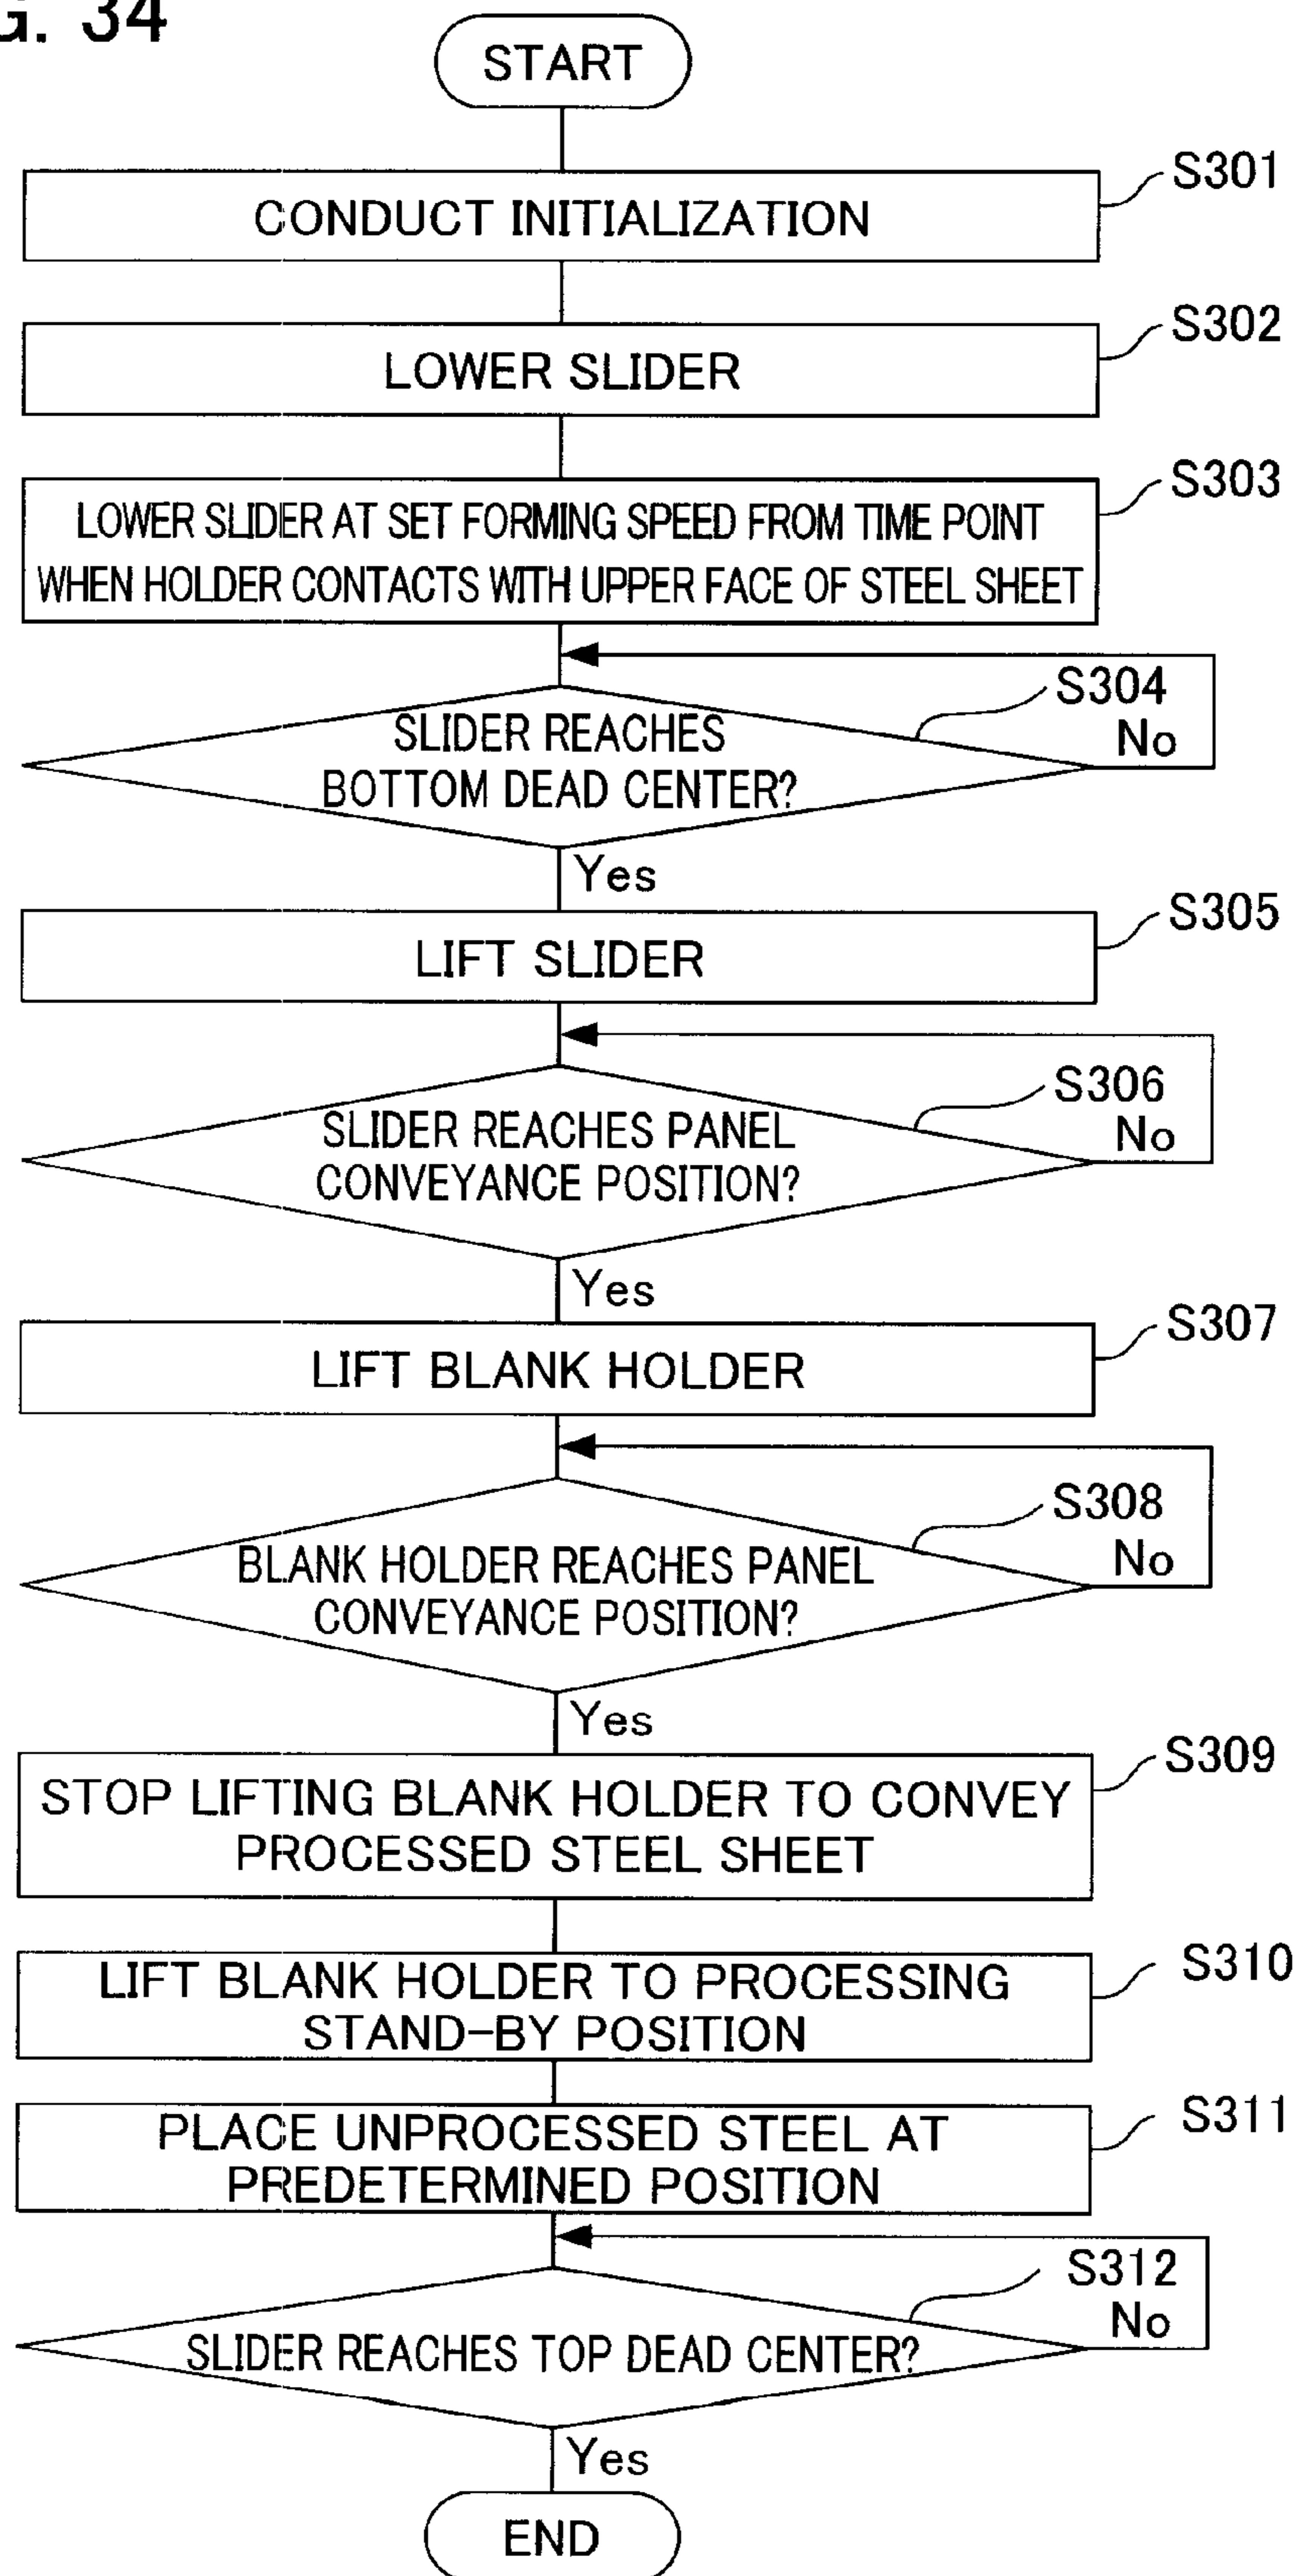 G. 34
START
S301
CONDUCT INITIALIZATION
S302
LOWER SLIDER
S303
LOWER SLIDER AT SET FORMING SPEED FROM TIME POINT
WHEN HOLDER CONTACTS WITH UPPER FACE OF STEEL SHEET
S304
No
SLIDER REACHES
BOTTOM DEAD CENTER?
Yes
S305
LIFT SLIDER
S306
No
SLIDER REACHES PANEL
CONVEYANCE POSITION?
Yes
S307
LIFT BLANK HOLDER
S308
No
BLANK HOLDER REACHES PANEL
CONVEYANCE POSITION?
Yes
S309
STOP LIFTING BLANK HOLDER TO CONVEY
PROCESSED STEEL SHEET
S310
LIFT BLANK HOLDER TO PROCESSING
STAND-BY POSITION
S311
PLACE UNPROCESSED STEEL AT
PREDETERMINED POSITION
S312
No
SLIDER REACHES TOP DEAD CENTER?
Yes
END